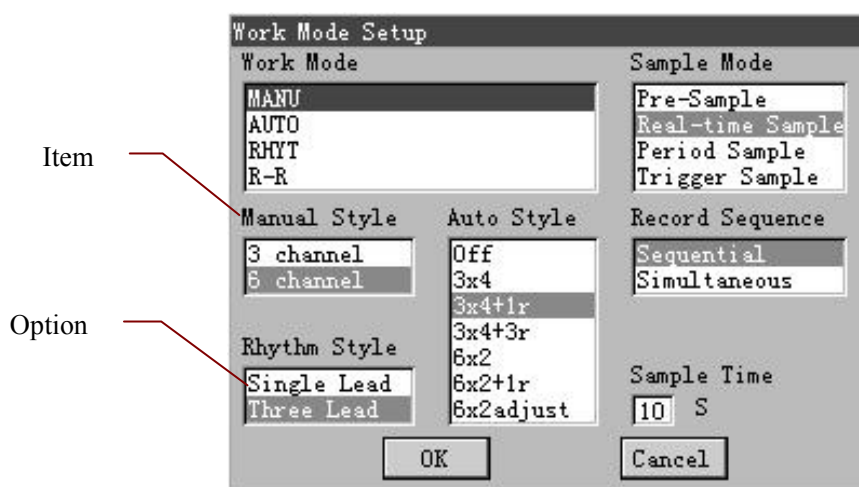 Work Mode Setup
Work Mode
MANU
AUTO
RHYT
R-R
Sample Mode
Pre-Sample
Real-time Sample
Period Sample
Trigger Sample
Item
Manual Style
3 channel
6 channel
Auto Style
Off
3x4
3x4+1r
3x4+3r
6x2
6x2+1r
6x2adjust
Record Sequence
Sequential
Simultaneous
Option
Rhythm Style
Single Lead
Three Lead
Sample Time
10 S
OK
Cancel